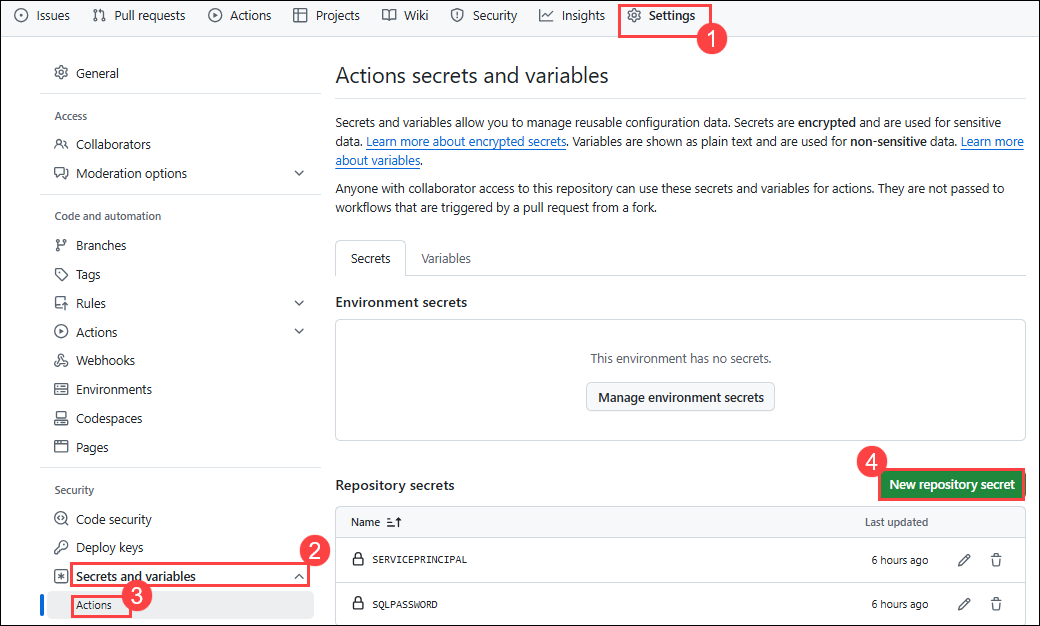 Issues
Pull requests
Actions
Projects
Wiki
Security
Insights
Settings
1
General
Access
Collaborators
Moderation options
Code and automation
Branches
Tags
Rules
Actions
Webhooks
Environments
Codespaces
Pages
Security
Code security
Deploy keys
Secrets and variables
2
Actions
3
Actions secrets and variables
Secrets and variables allow you to manage reusable configuration data. Secrets are encrypted and are used for sensitive
data. Learn more about encrypted secrets. Variables are shown as plain text and are used for non-sensitive data. Learn more
about variables.
Anyone with collaborator access to this repository can use these secrets and variables for actions. They are not passed to
workflows that are triggered by a pull request from a fork.
Secrets
Variables
Environment secrets
This environment has no secrets.
Manage environment secrets
Repository secrets
4
New repository secret
Name
Last updated
SERVICEPRINCIPAL
6 hours ago
SQLPASSWORD
6 hours ago